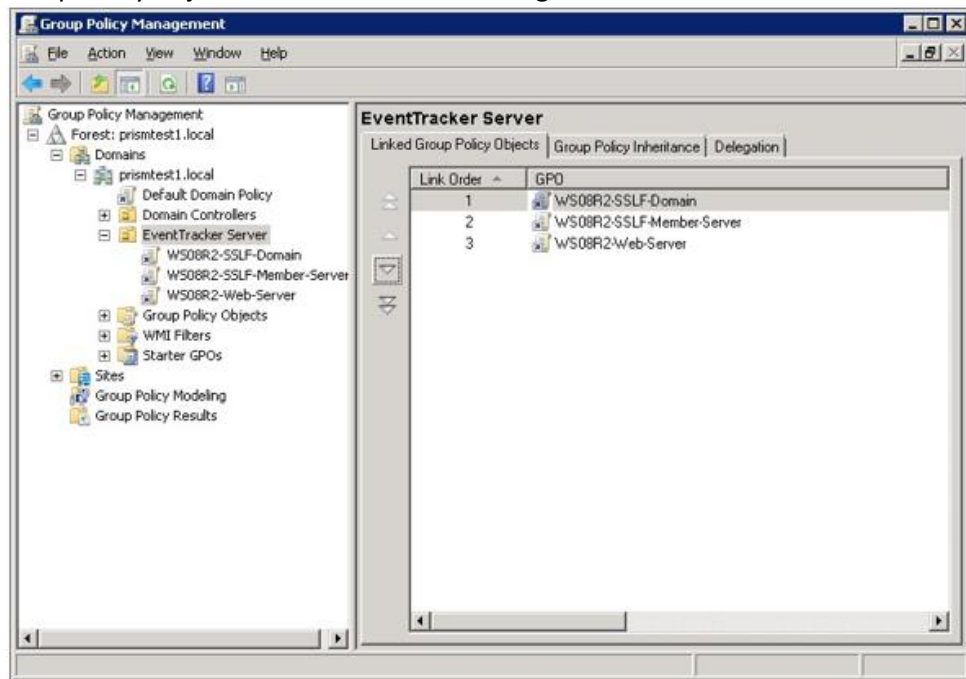 Group Policy Management
File Action View Window Help
Group Policy Management
Forest: prismtest1.local
Domains
prismtest1.local
Default Domain Policy
Domain Controllers
EventTracker Server
WS08R2-SSLF-Domain
WS08R2-SSLF-Member-Server
WS08R2-Web-Server
Group Policy Objects
WMI Filters
Starter GPOs
Sites
Group Policy Modeling
Group Policy Results
EventTracker Server
Linked Group Policy Objects Group Policy Inheritance Delegation
Link Order GPO
1 WS08R2-SSLF-Domain
2 WS08R2-SSLF-Member-Server
3 WS08R2-Web-Server